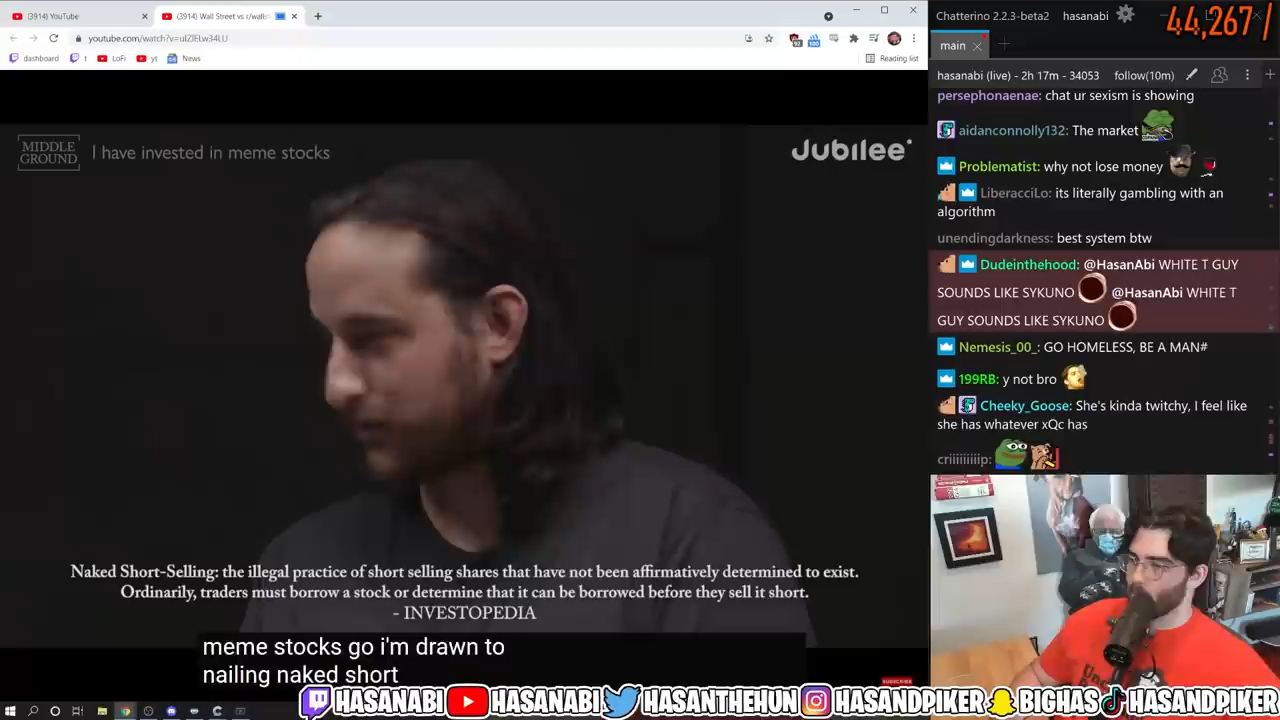 (3914) YouTube
(3914) Wall Street vs r/walls
youtube.com/watch?v=uIZlELw34LU
dashboard
1
LoFi
yt
News
Reading list
MIDDLE
GROUND
I have invested in meme stocks
Jubilee
Naked Short-Selling: the illegal practice of short selling shares that have not been affirmatively determined to exist.
Ordinarily, traders must borrow a stock or determine that it can be borrowed before they sell it short.
- INVESTOPEDIA
meme stocks go i'm drawn to
nailing naked short
SUBSCRIBE
Chatterino 2.2.3-beta2
hasanabi
44,267 /
main
hasanabi (live) - 2h 17m - 34053
follow(10m)
persephonaenae: chat ur sexism is showing
aidanconnolly132: The market
Problematist: why not lose money
LiberacciLo: its literally gambling with an
algorithm
unendingdarkness: best system btw
Dudeinthehood: @HasanAbi WHITE T GUY
SOUNDS LIKE SYKUNO @HasanAbi WHITE T
GUY SOUNDS LIKE SYKUNO
Nemesis_00_: GO HOMELESS, BE A MAN#
199RB: y not bro
Cheeky_Goose: She's kinda twitchy, I feel like
she has whatever xQc has
criiiiiiiip:
HASANABI HASANABI HASANTHEHUN HASANDPIKER BIGHAS HASANDPIKER